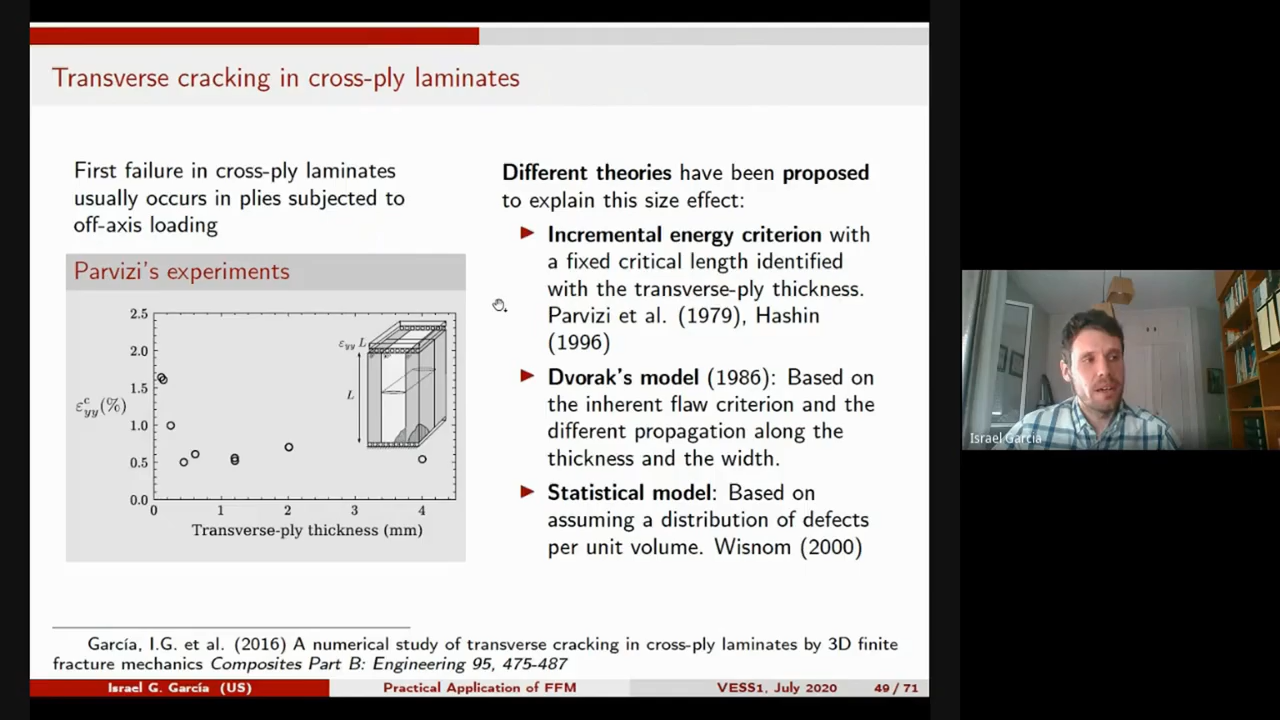 Transverse cracking in cross-ply laminates
First failure in cross-ply laminates
usually occurs in plies subjected to
off-axis loading
Parvizi's experiments
2.5
2.0
1.5
1.0
0.5
0.0
0 1 2 3 4
ε^c_yy(%)
Transverse-ply thickness (mm)
ε_yy L
L
Different theories have been proposed
to explain this size effect:
Incremental energy criterion with
a fixed critical length identified
with the transverse-ply thickness.
Parvizi et al. (1979), Hashin
(1996)
Dvorak's model (1986): Based on
the inherent flaw criterion and the
different propagation along the
thickness and the width.
Statistical model: Based on
assuming a distribution of defects
per unit volume. Wisnom (2000)
García, I.G. et al. (2016) A numerical study of transverse cracking in cross-ply laminates by 3D finite
fracture mechanics Composites Part B: Engineering 95, 475-487
Israel G. García (US) Practical Application of FFM VESS1, July 2020 49 / 71
Israel García